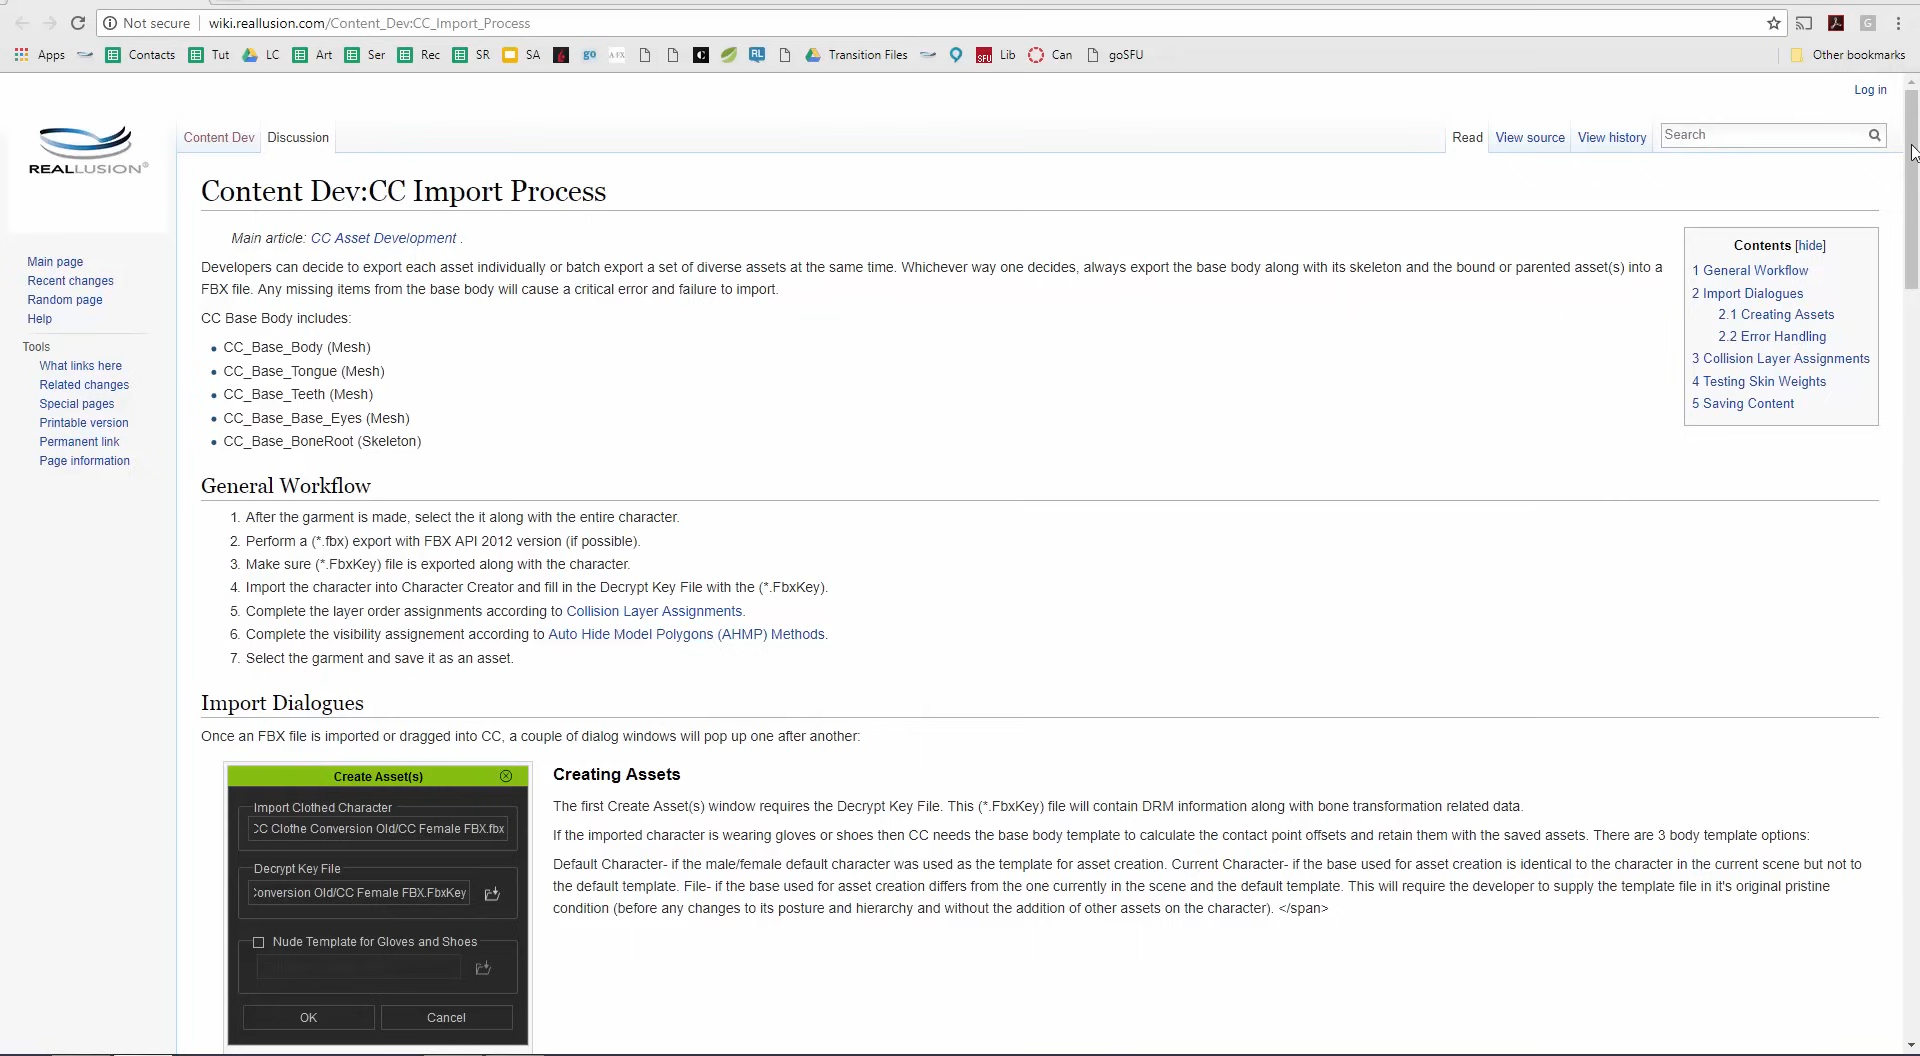 Not secure wiki.reallusion.com/Content_Dev:CC_Import_Process
Apps Contacts Tut LC Art Ser Rec SR SA go AFX C RL Transition Files SFU Lib Can goSFU Other bookmarks
Log in
REALLUSION®
Content Dev Discussion Read View source View history Search
Content Dev:CC Import Process
Main article: CC Asset Development .
Developers can decide to export each asset individually or batch export a set of diverse assets at the same time. Whichever way one decides, always export the base body along with its skeleton and the bound or parented asset(s) into a
FBX file. Any missing items from the base body will cause a critical error and failure to import.
CC Base Body includes:
CC_Base_Body (Mesh)
CC_Base_Tongue (Mesh)
CC_Base_Teeth (Mesh)
CC_Base_Base_Eyes (Mesh)
CC_Base_BoneRoot (Skeleton)
Contents [hide]
1 General Workflow
2 Import Dialogues
2.1 Creating Assets
2.2 Error Handling
3 Collision Layer Assignments
4 Testing Skin Weights
5 Saving Content
Main page
Recent changes
Random page
Help
Tools
What links here
Related changes
Special pages
Printable version
Permanent link
Page information
General Workflow
1. After the garment is made, select the it along with the entire character.
2. Perform a (*.fbx) export with FBX API 2012 version (if possible).
3. Make sure (*.FbxKey) file is exported along with the character.
4. Import the character into Character Creator and fill in the Decrypt Key File with the (*.FbxKey).
5. Complete the layer order assignments according to Collision Layer Assignments.
6. Complete the visibility assignement according to Auto Hide Model Polygons (AHMP) Methods.
7. Select the garment and save it as an asset.
Import Dialogues
Once an FBX file is imported or dragged into CC, a couple of dialog windows will pop up one after another:
Create Asset(s)
Import Clothed Character
CC Clothe Conversion Old/CC Female FBX.fbx
Decrypt Key File
Conversion Old/CC Female FBX.FbxKey
Nude Template for Gloves and Shoes
OK Cancel
Creating Assets
The first Create Asset(s) window requires the Decrypt Key File. This (*.FbxKey) file will contain DRM information along with bone transformation related data.
If the imported character is wearing gloves or shoes then CC needs the base body template to calculate the contact point offsets and retain them with the saved assets. There are 3 body template options:
Default Character- if the male/female default character was used as the template for asset creation. Current Character- if the base used for asset creation is identical to the character in the current scene but not to
the default template. File- if the base used for asset creation differs from the one currently in the scene and the default template. This will require the developer to supply the template file in it's original pristine
condition (before any changes to its posture and hierarchy and without the addition of other assets on the character). </span>